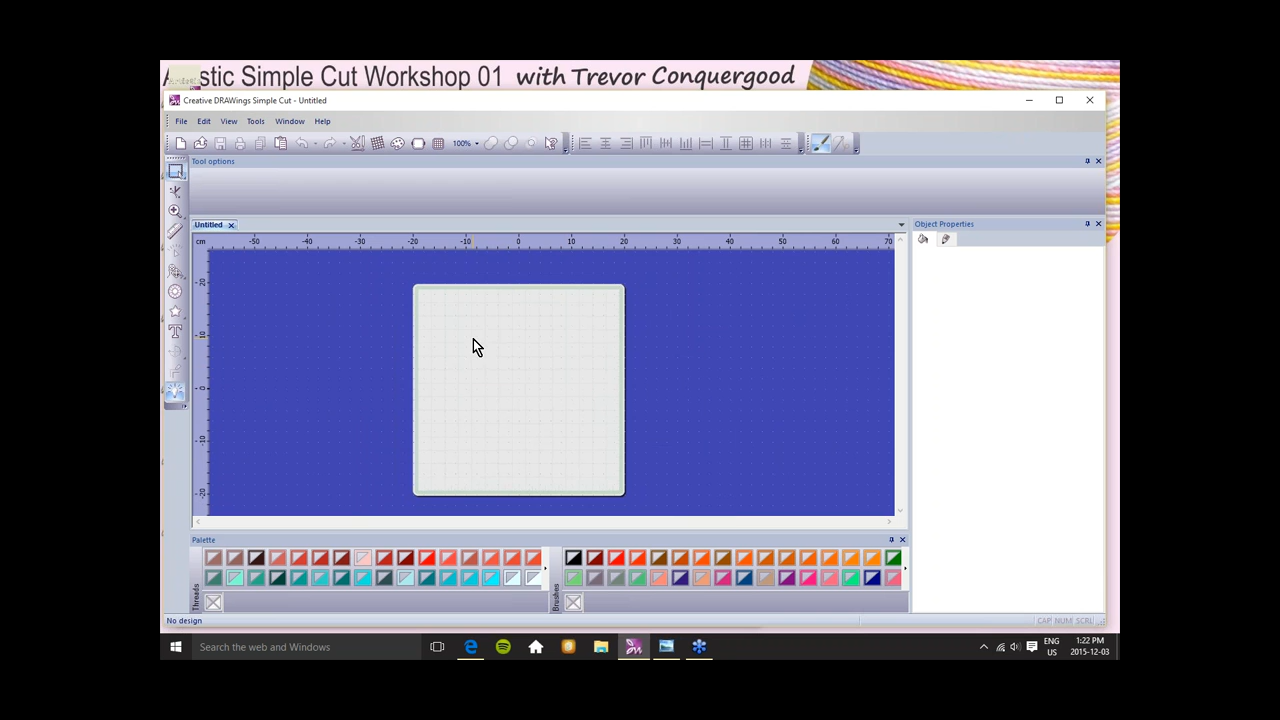 stic Simple Cut Workshop 01 with Trevor Conquergood
Creative DRAWings Simple Cut - Untitled
File Edit View Tools Window Help
100%
Tool options
Untitled
Object Properties
cm -50 -40 -30 -20 -10 0 10 20 30 40 50 60 70
20
10
0
-10
-20
Palette
Threads
Brushes
No design
CAP NUM SCRL
Search the web and Windows
ENG 1:22 PM
US 2015-12-03